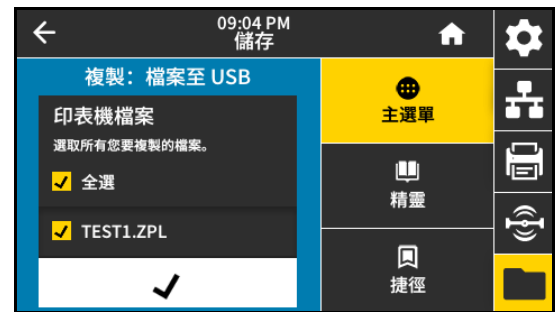 09:04 PM
儲存
複製：檔案至 USB
印表機檔案
選取所有您要複製的檔案。
全選
TEST1.ZPL
主選單
精靈
捷徑